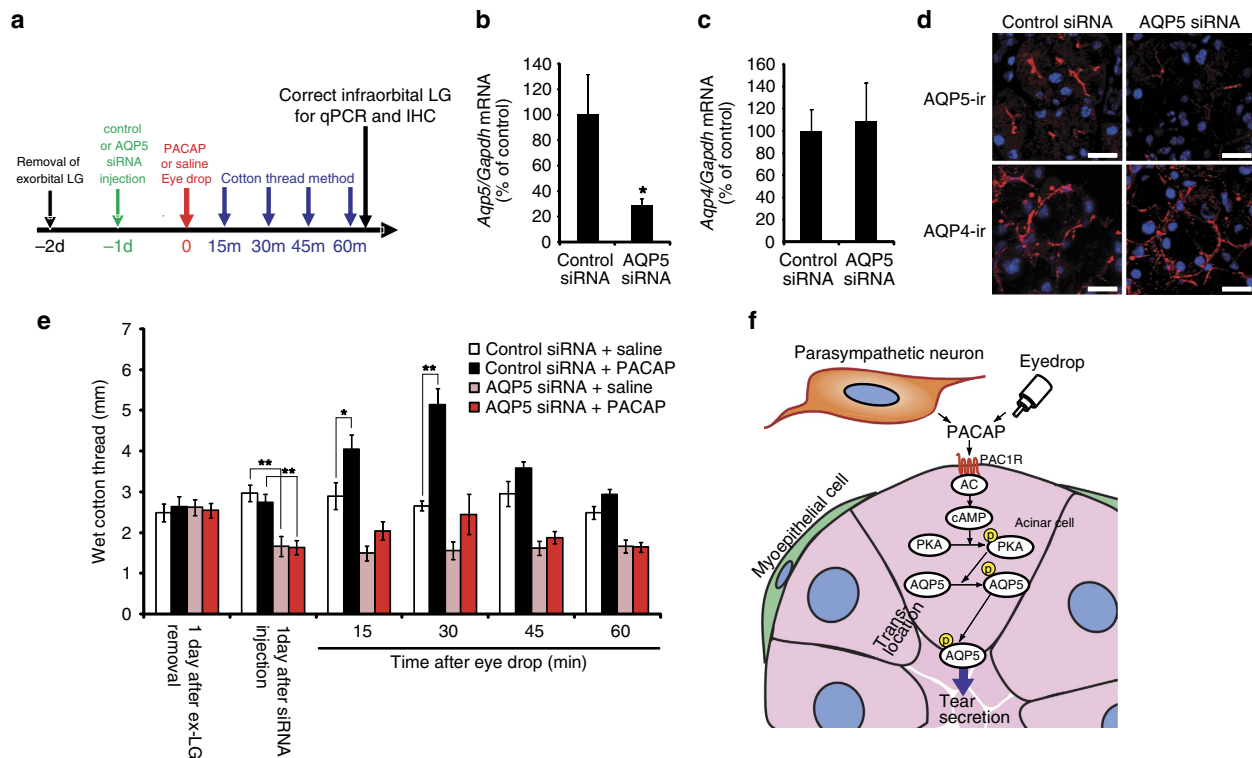 a
Correct infraorbital LG
for qPCR and IHC
Removal of
exorbital LG
control
or AQP5
siRNA
injection
PACAP
or saline
Eye drop
Cotton thread method
–2d
–1d
0
15m
30m
45m
60m
b
Aqp5/Gapdh mRNA
(% of control)
140
120
100
80
60
40
20
0
*
Control
siRNA
AQP5
siRNA
c
Aqp4/Gapdh mRNA
(% of control)
160
140
120
100
80
60
40
20
0
Control
siRNA
AQP5
siRNA
d
Control siRNA
AQP5 siRNA
AQP5-ir
AQP4-ir
e
Wet cotton thread (mm)
7
6
5
4
3
2
1
0
Control siRNA + saline
Control siRNA + PACAP
AQP5 siRNA + saline
AQP5 siRNA + PACAP
**
**
*
**
1 day after ex-LG
removal
1day after siRNA
injection
15
30
45
60
Time after eye drop (min)
f
Parasympathetic neuron
Eyedrop
PACAP
PAC1R
AC
cAMP
Acinar cell
Myoepithelial cell
PKA
p
PKA
AQP5
p
AQP5
Trans-
location
p
AQP5
Tear
secretion